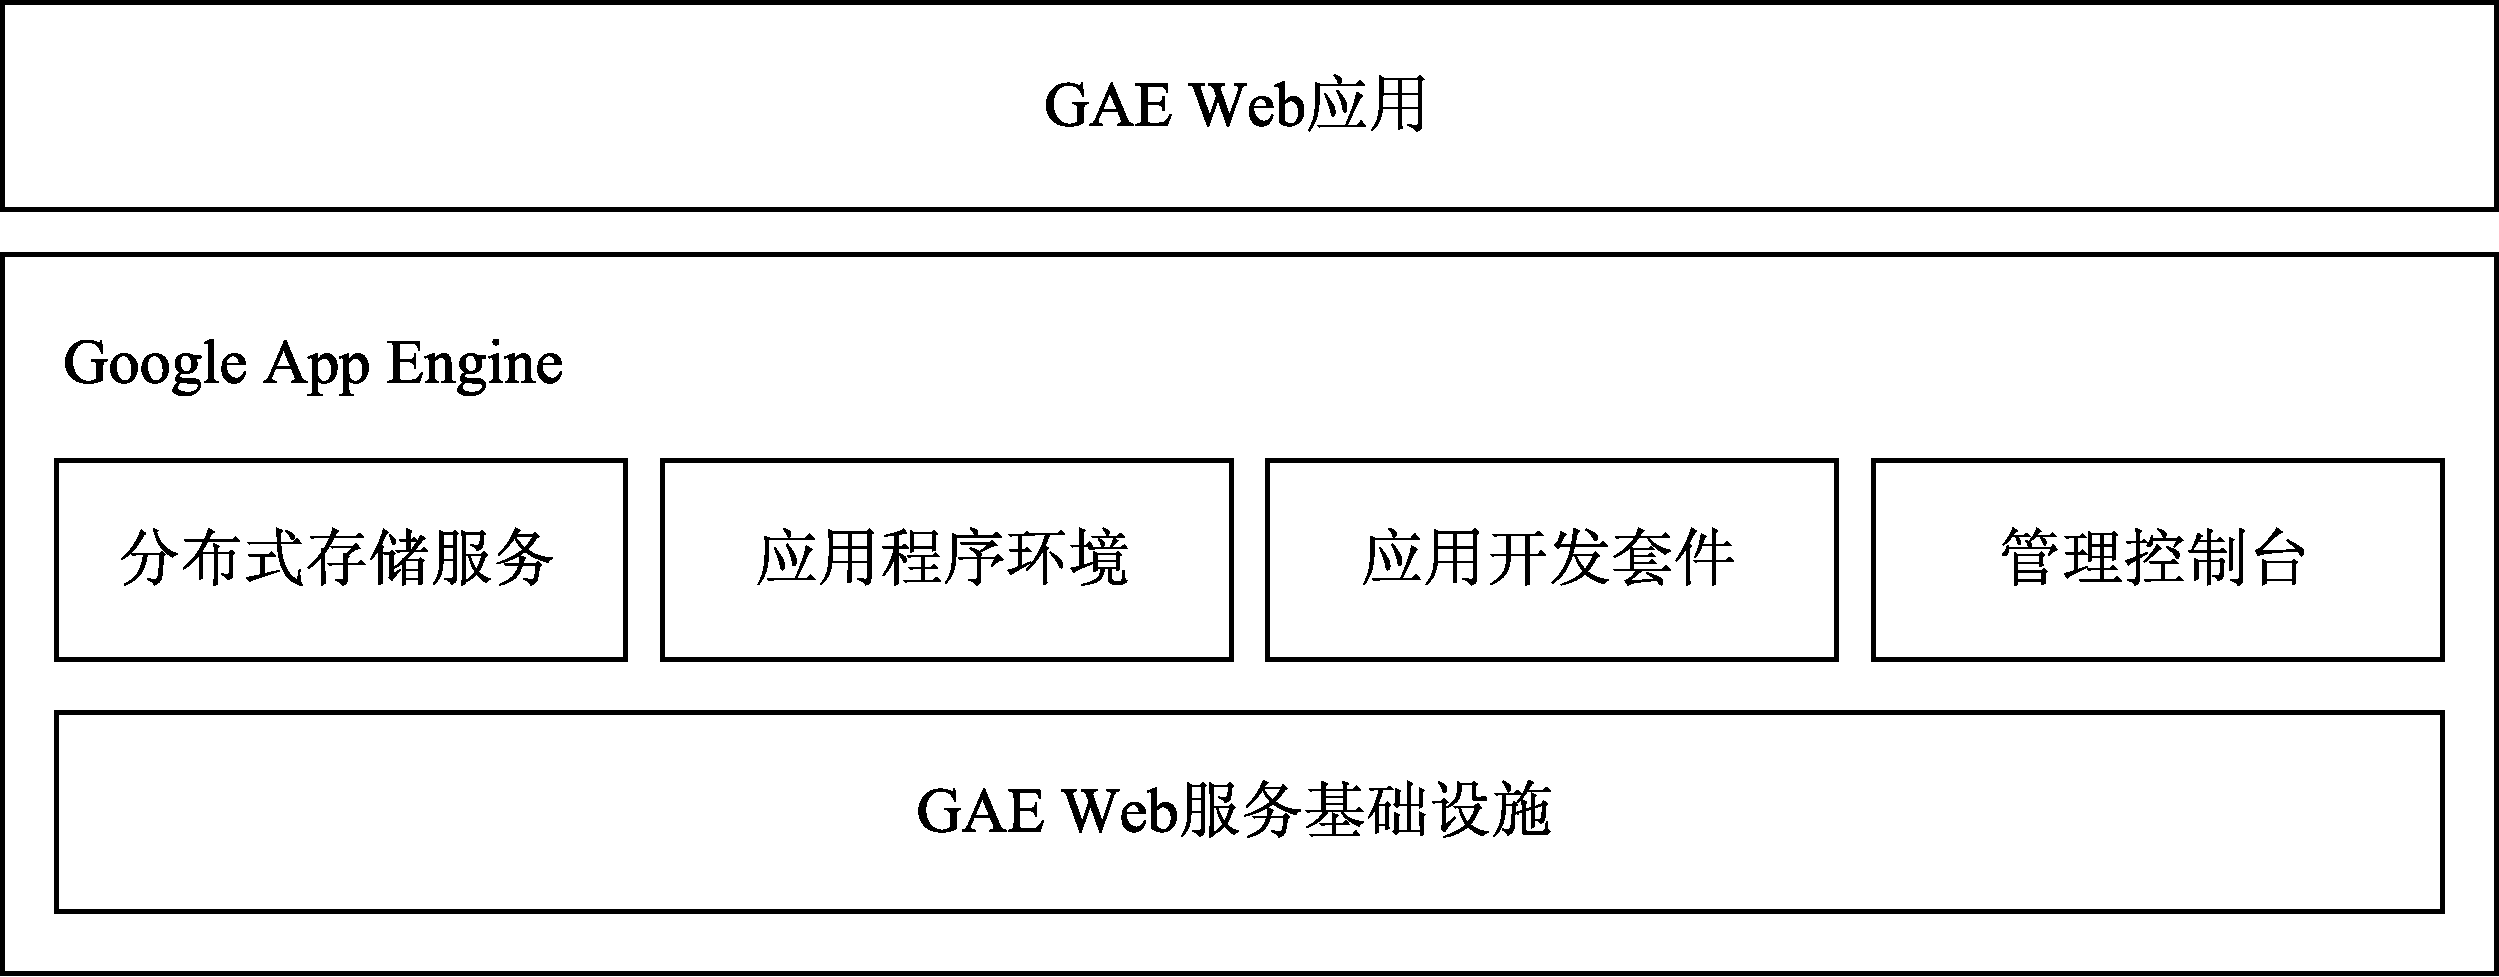 GAE Web应用
Google App Engine
分布式存储服务
应用程序环境
应用开发套件
管理控制台
GAE Web服务基础设施